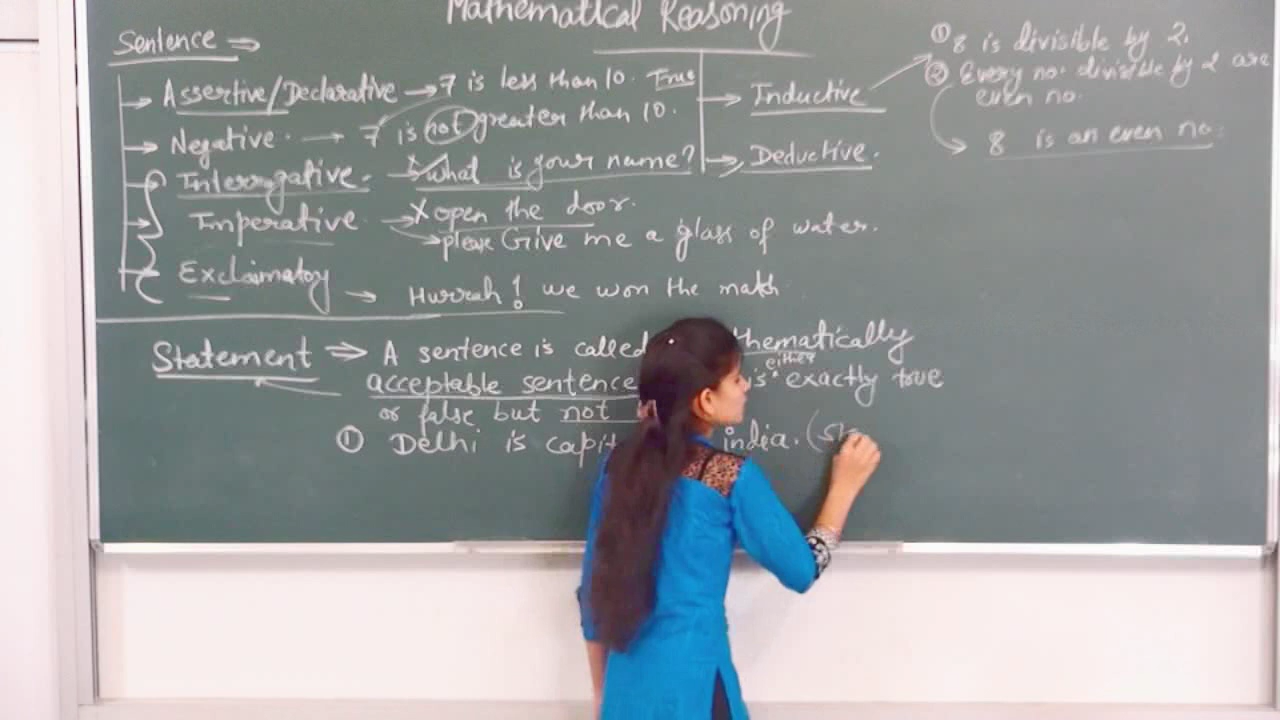 Mathematical Reasoning
Sentence ⇒
Assertive/Declarative → 7 is less than 10. True
Negative. → 7 is not greater than 10.
Interrogative. → X what is your name?
Imperative → X open the door.
→ please Give me a glass of water.
Exclaimatory → Hurrah! we won the match.
→ Inductive
→ Deductive.
① 8 is divisible by 2.
② Every no. divisible by 2 are
even no.
→ 8 is an even no.
Statement ⇒ A sentence is called thematically
either
acceptable sentence is exactly true
or false but not
① Delhi is capit india. (St